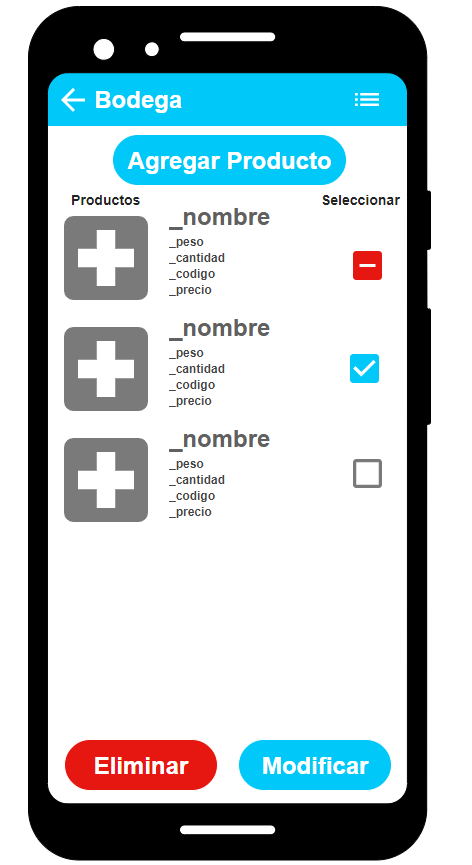 Bodega
Agregar Producto
Productos
Seleccionar
_nombre
_peso
_cantidad
_codigo
_precio
_nombre
_peso
_cantidad
_codigo
_precio
_nombre
_peso
_cantidad
_codigo
_precio
Eliminar
Modificar